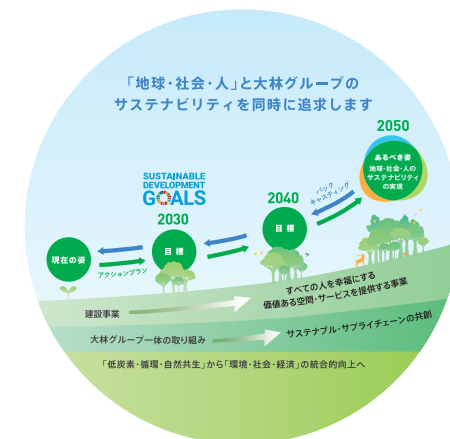 「地球・社会・人」と大林グループの
サステナビリティを同時に追求します
2050
あるべき姿
地球・社会・人の
サステナビリティ
の実現
バック
キャスティング
SUSTAINABLE
DEVELOPMENT
GOALS
2040
目標
2030
目標
現在の姿
アクションプラン
すべての人を幸福にする
価値ある空間・サービスを提供する事業
建設事業
大林グループ一体の取り組み
サステナブル・サプライチェーンの共創
「低炭素・循環・自然共生」から「環境・社会・経済」の統合的向上へ